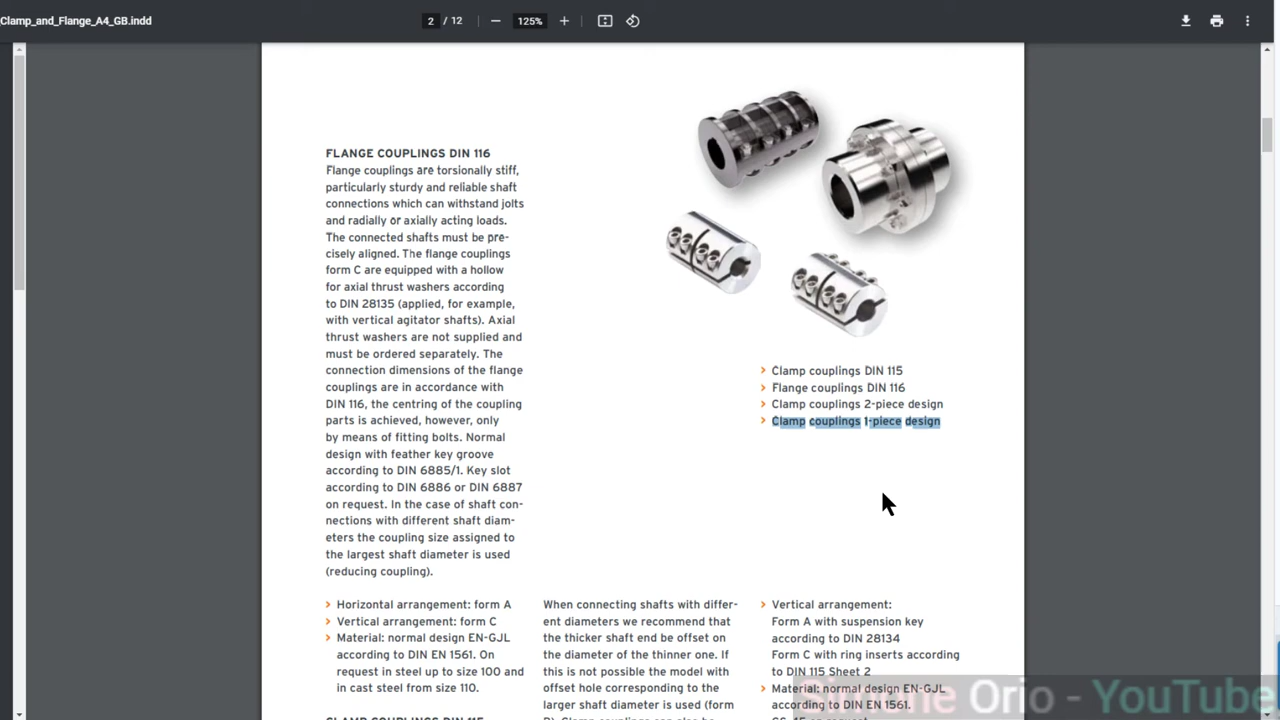 Clamp_and_Flange_A4_GB.indd
2 / 12
125%
FLANGE COUPLINGS DIN 116
Flange couplings are torsionally stiff,
particularly sturdy and reliable shaft
connections which can withstand jolts
and radially or axially acting loads.
The connected shafts must be pre-
cisely aligned. The flange couplings
form C are equipped with a hollow
for axial thrust washers according
to DIN 28135 (applied, for example,
with vertical agitator shafts). Axial
thrust washers are not supplied and
must be ordered separately. The
connection dimensions of the flange
couplings are in accordance with
DIN 116, the centring of the coupling
parts is achieved, however, only
by means of fitting bolts. Normal
design with feather key groove
according to DIN 6885/1. Key slot
according to DIN 6886 or DIN 6887
on request. In the case of shaft con-
nections with different shaft diam-
eters the coupling size assigned to
the largest shaft diameter is used
(reducing coupling).
Clamp couplings DIN 115
Flange couplings DIN 116
Clamp couplings 2-piece design
Clamp couplings 1-piece design
Horizontal arrangement: form A
Vertical arrangement: form C
Material: normal design EN-GJL
according to DIN EN 1561. On
request in steel up to size 100 and
in cast steel from size 110.
CLAMP COUPLINGS DIN 115
When connecting shafts with differ-
ent diameters we recommend that
the thicker shaft end be offset on
the diameter of the thinner one. If
this is not possible the model with
offset hole corresponding to the
larger shaft diameter is used (form
B). Clamp couplings can also be
Vertical arrangement:
Form A with suspension key
according to DIN 28134
Form C with ring inserts according
to DIN 115 Sheet 2
Material: normal design EN-GJL
according to DIN EN 1561.
Simone Orio - YouTube